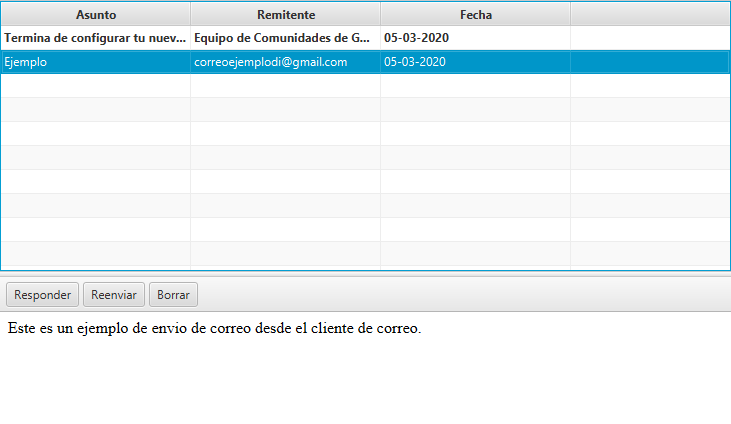 Asunto Remitente Fecha
Termina de configurar tu nuev... Equipo de Comunidades de G... 05-03-2020
Ejemplo correoejemplodi@gmail.com 05-03-2020
Responder Reenviar Borrar
Este es un ejemplo de envio de correo desde el cliente de correo.